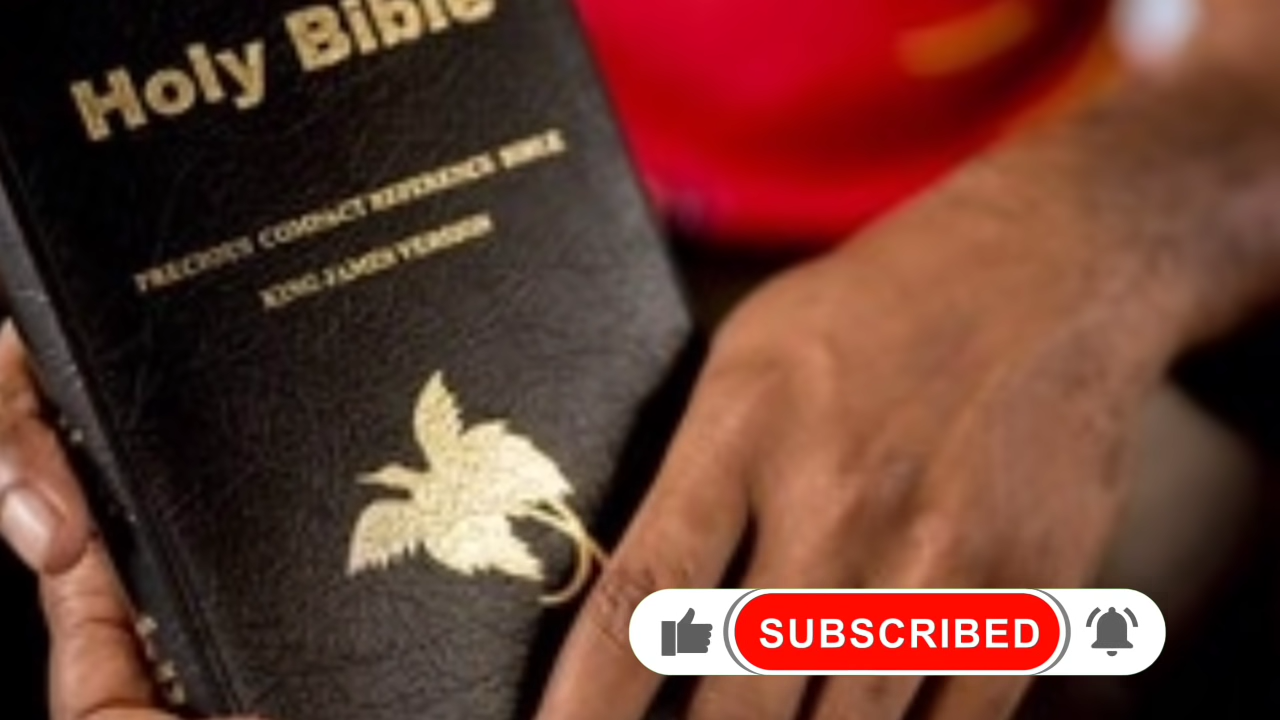 Holy Bible
PRECIOUS COMPACT REFERENCE BIBLE
KING JAMES VERSION
SUBSCRIBED